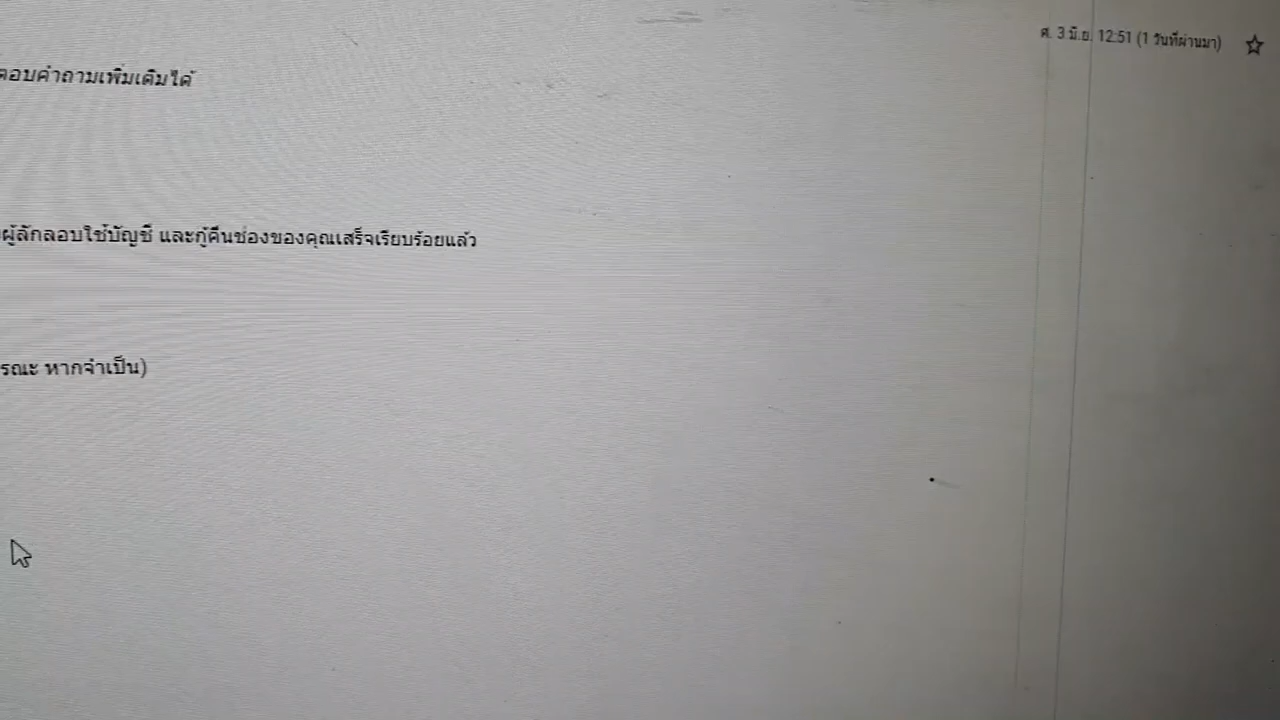 ศ. 3 มิ.ย. 12:51 (1 วันที่ผ่านมา)
ตอบคำถามเพิ่มเติมได้
ผู้ลักลอบใช้บัญชี และกู้คืนช่องของคุณเสร็จเรียบร้อยแล้ว
รณะ หากจำเป็น)